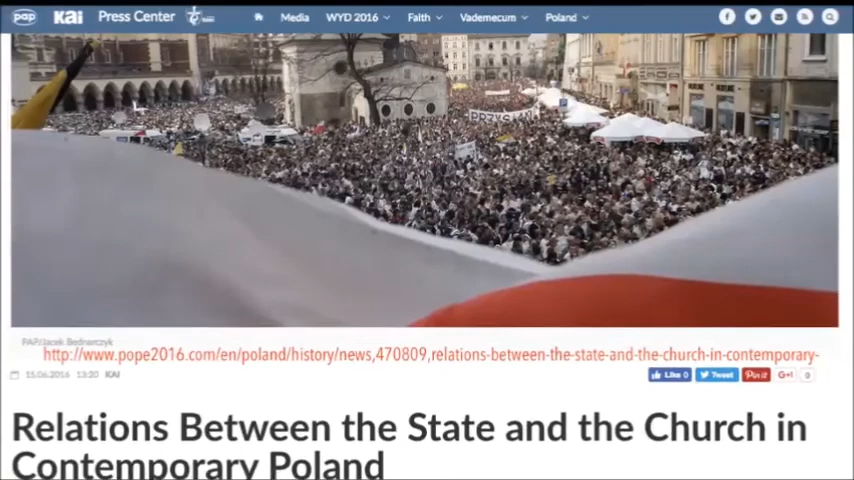 pap KAI Press Center Media WYD 2016 Faith Vademecum Poland
PAP/Jacek Bednarczyk
http://www.pope2016.com/en/poland/history/news,470809,relations-between-the-state-and-the-church-in-contemporary-
15.06.2016 13:20 KAI
Like 0 Tweet Pin it G+1 0
Relations Between the State and the Church in
Contemporary Poland